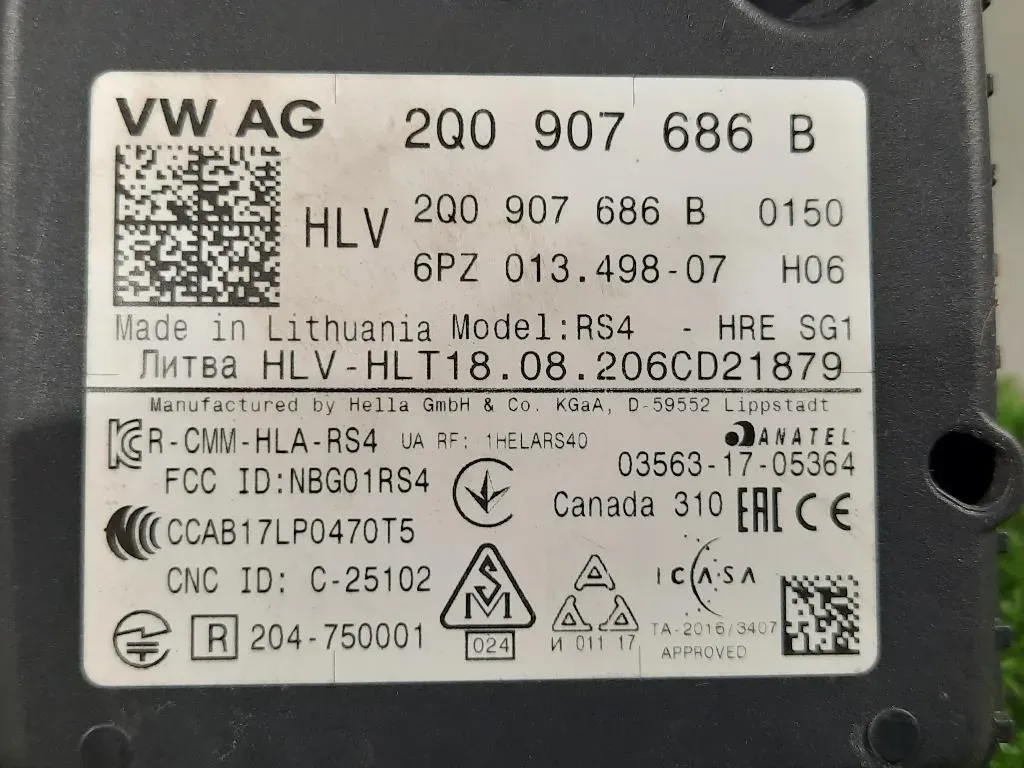 VW AG 2Q0 907 686 B
HLV 2Q0 907 686 B 0150
6PZ 013.498-07 H06
Made in Lithuania Model:RS4 - HRE SG1
Литва HLV-HLT18.08.206CD21879
Manufactured by Hella GmbH & Co. KGaA, D-59552 Lippstadt
R-CMM-HLA-RS4 UA RF: 1HELARS40 ANATEL
03563-17-05364
FCC ID:NBG01RS4
Canada 310 EAC CE
CCAB17LP0470T5
CNC ID: C-25102
SM
ICASA
R 204-750001
024
И 011 17
TA-2016/3407
APPROVED